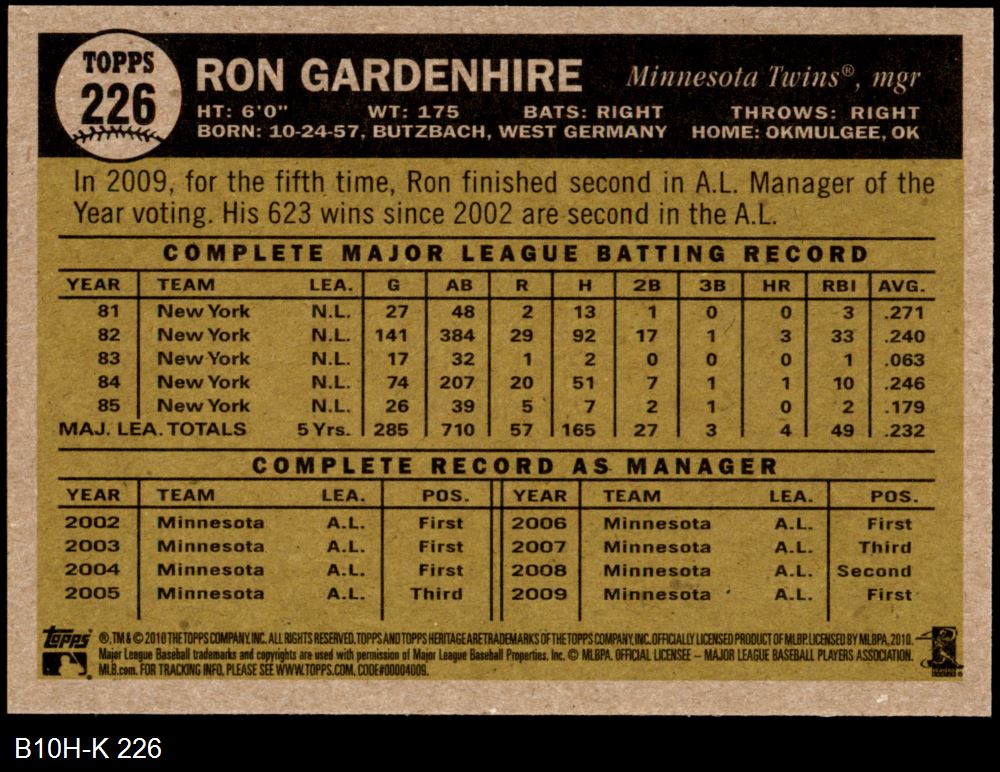 TOPPS
226
RON GARDENHIRE Minnesota Twins®, mgr
HT: 6'0" WT: 175 BATS: RIGHT THROWS: RIGHT
BORN: 10-24-57, BUTZBACH, WEST GERMANY HOME: OKMULGEE, OK
In 2009, for the fifth time, Ron finished second in A.L. Manager of the
Year voting. His 623 wins since 2002 are second in the A.L.
COMPLETE MAJOR LEAGUE BATTING RECORD
YEAR TEAM LEA. G AB R H 2B 3B HR RBI AVG.
81 New York N.L. 27 48 2 13 1 0 0 3 .271
82 New York N.L. 141 384 29 92 17 1 3 33 .240
83 New York N.L. 17 32 1 2 0 0 0 1 .063
84 New York N.L. 74 207 20 51 7 1 1 10 .246
85 New York N.L. 26 39 5 7 2 1 0 2 .179
MAJ. LEA. TOTALS 5 Yrs. 285 710 57 165 27 3 4 49 .232
COMPLETE RECORD AS MANAGER
YEAR TEAM LEA. POS. YEAR TEAM LEA. POS.
2002 Minnesota A.L. First 2006 Minnesota A.L. First
2003 Minnesota A.L. First 2007 Minnesota A.L. Third
2004 Minnesota A.L. First 2008 Minnesota A.L. Second
2005 Minnesota A.L. Third 2009 Minnesota A.L. First
topps ®, TM & © 2010 THE TOPPS COMPANY, INC. ALL RIGHTS RESERVED. TOPPS AND TOPPS HERITAGE ARE TRADEMARKS OF THE TOPPS COMPANY, INC. OFFICIALLY LICENSED PRODUCT OF MLBP. LICENSED BY MLBPA, 2010.
Major League Baseball trademarks and copyrights are used with permission of Major League Baseball Properties, Inc. © MLBPA. OFFICIAL LICENSEE – MAJOR LEAGUE BASEBALL PLAYERS ASSOCIATION.
MLB.com. FOR TRACKING INFO, PLEASE SEE WWW.TOPPS.COM. CODE#00004009.
B10H-K 226